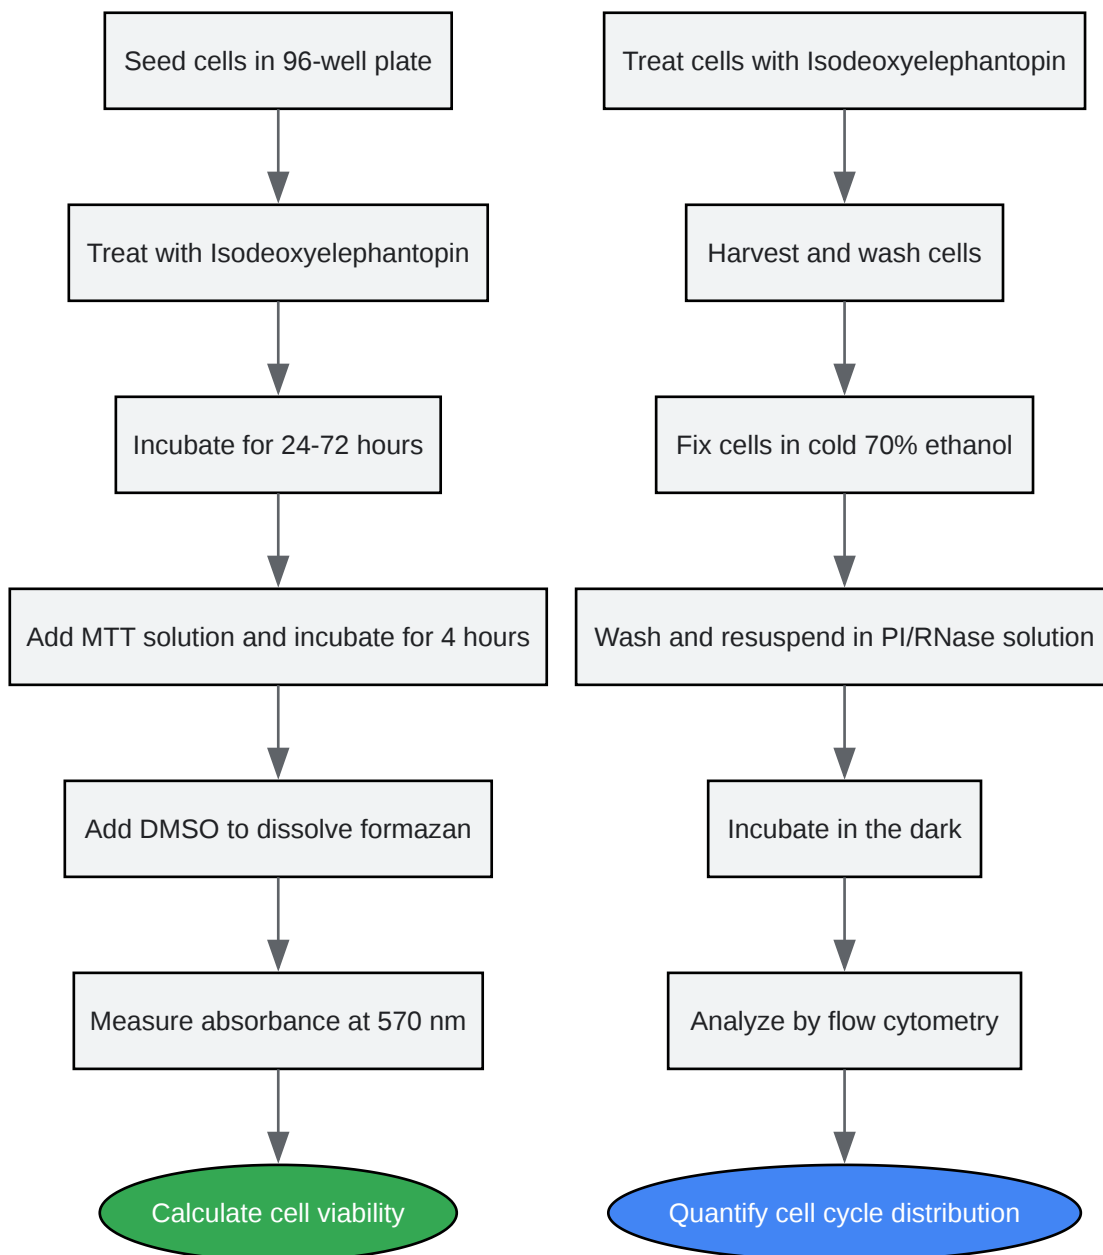 Seed cells in 96-well plate
Treat with Isodeoxyelephantopin
Incubate for 24-72 hours
Add MTT solution and incubate for 4 hours
Add DMSO to dissolve formazan
Measure absorbance at 570 nm
Calculate cell viability
Treat cells with Isodeoxyelephantopin
Harvest and wash cells
Fix cells in cold 70% ethanol
Wash and resuspend in PI/RNase solution
Incubate in the dark
Analyze by flow cytometry
Quantify cell cycle distribution